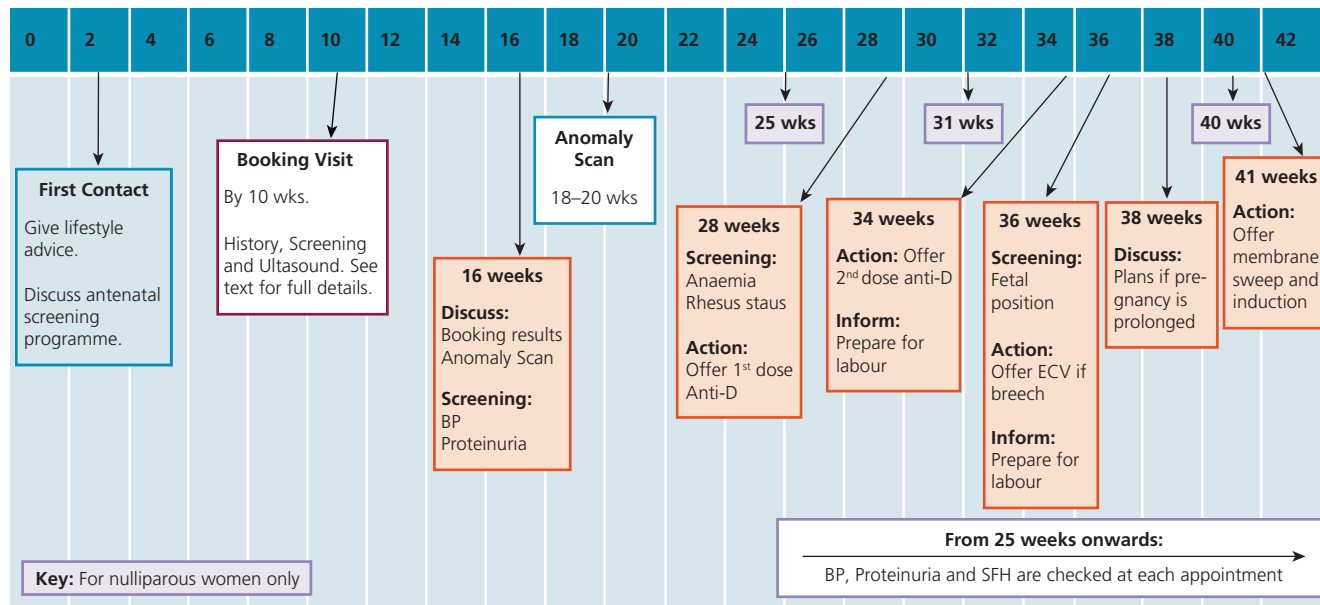 0 2 4 6 8 10 12 14 16 18 20 22 24 26 28 30 32 34 36 38 40 42
First Contact
Give lifestyle
advice.
Discuss antenatal
screening
programme.
Booking Visit
By 10 wks.
History, Screening
and Ultasound. See
text for full details.
16 weeks
Discuss:
Booking results
Anomaly Scan
Screening:
BP
Proteinuria
Anomaly
Scan
18–20 wks
25 wks
28 weeks
Screening:
Anaemia
Rhesus staus
Action:
Offer 1st dose
Anti-D
31 wks
34 weeks
Action: Offer
2nd dose anti-D
Inform:
Prepare for
labour
36 weeks
Screening:
Fetal
position
Action:
Offer ECV if
breech
Inform:
Prepare for
labour
38 weeks
Discuss:
Plans if pre-
gnancy is
prolonged
40 wks
41 weeks
Action:
Offer
membrane
sweep and
induction
From 25 weeks onwards:
BP, Proteinuria and SFH are checked at each appointment
Key: For nulliparous women only